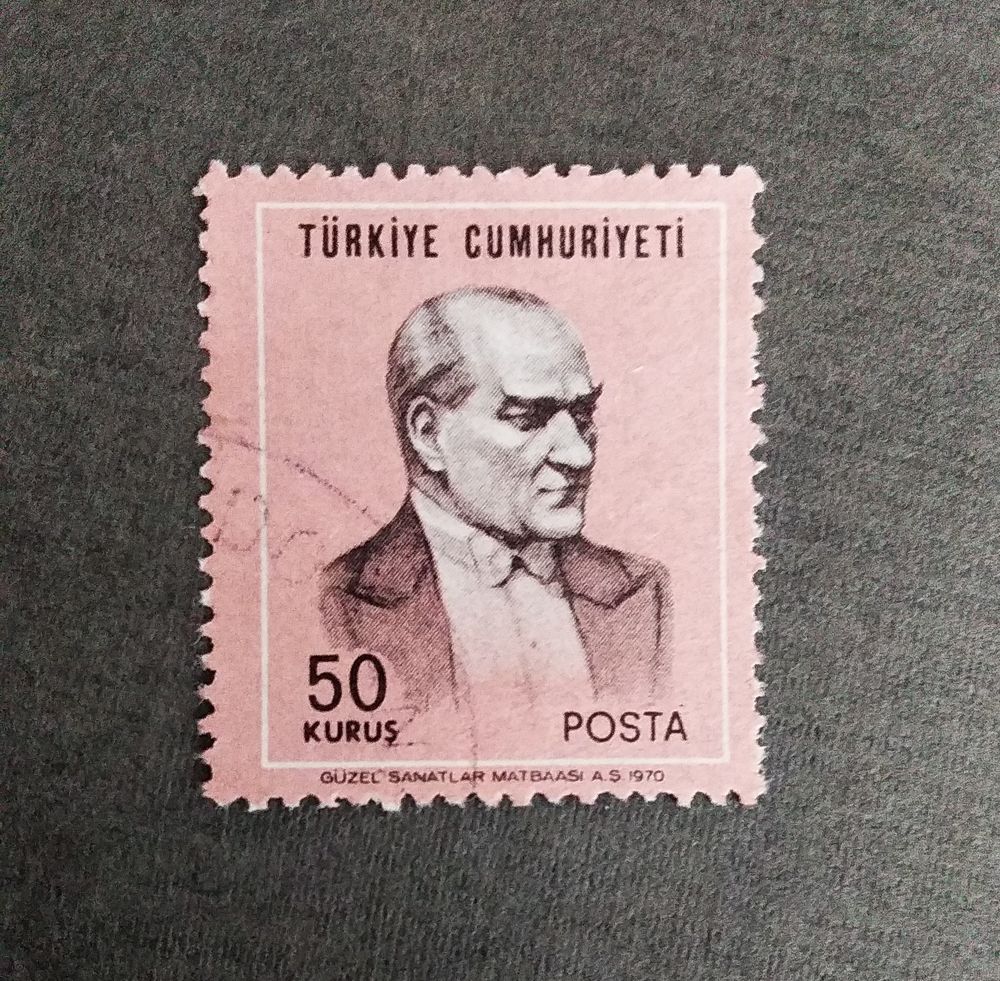 TÜRKİYE CUMHURİYETİ
50
KURUŞ
POSTA
GÜZEL SANATLAR MATBAASI A.Ş. 1970